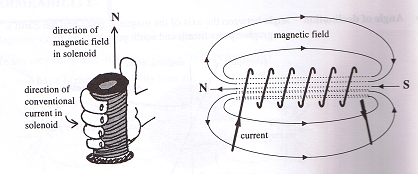 N
direction of
magnetic field
in solenoid
direction of
conventional
current in
solenoid
magnetic field
N
S
current